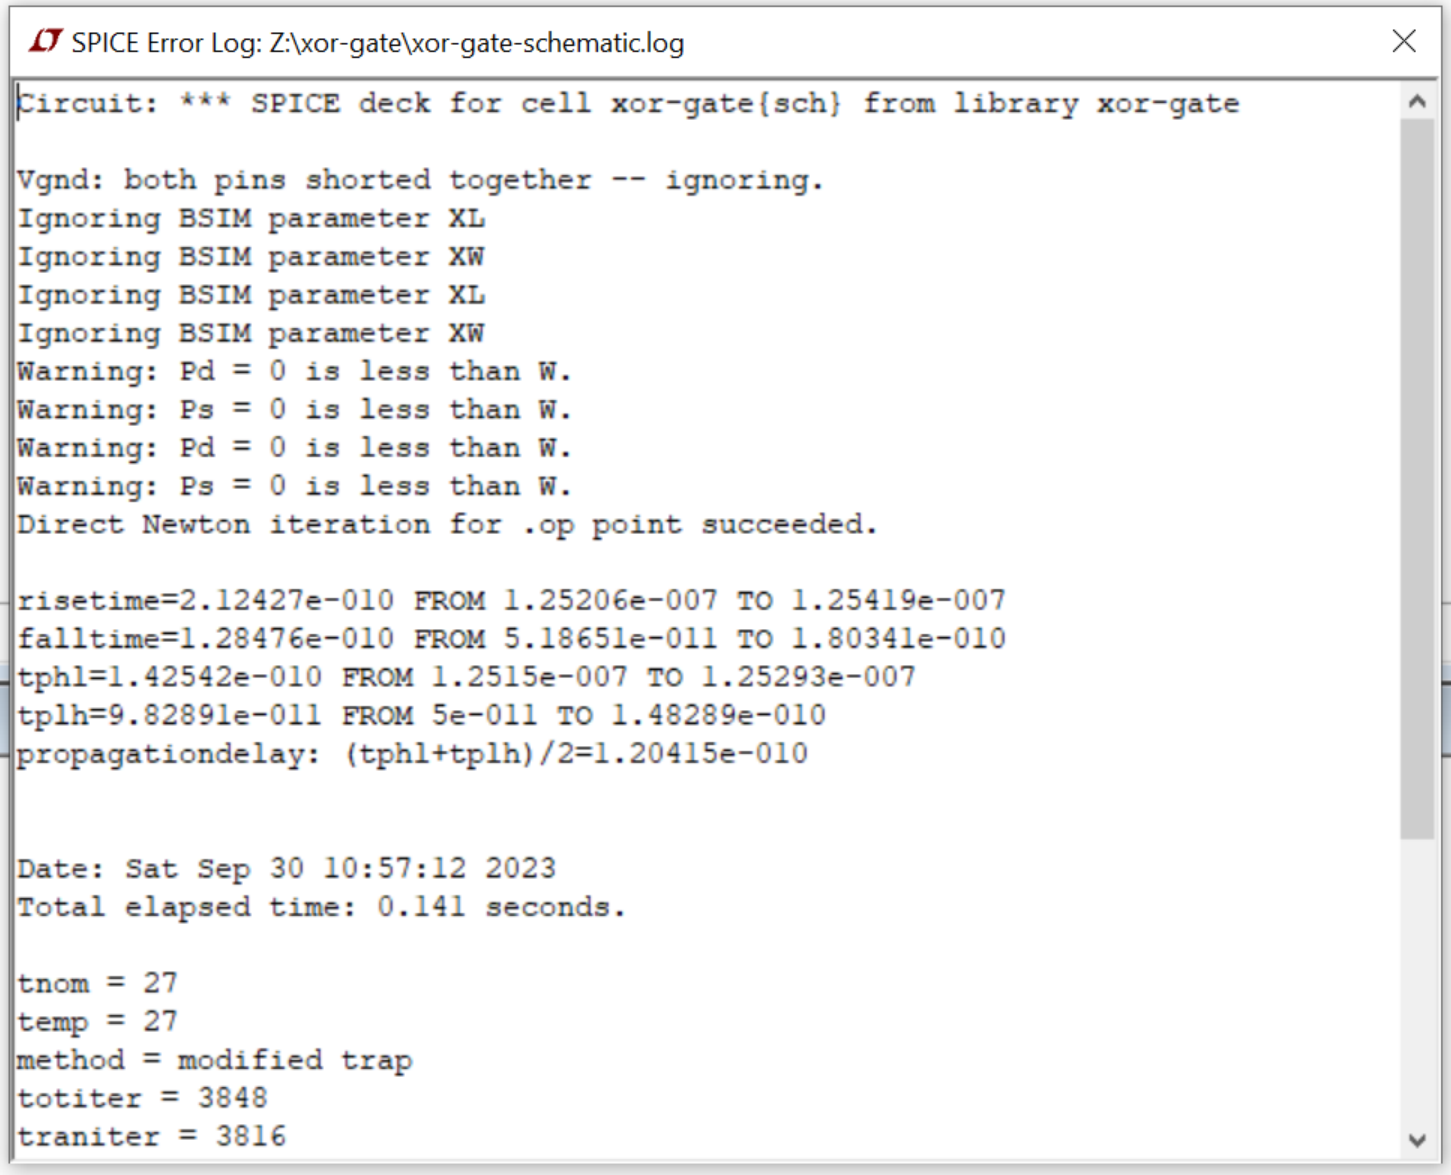 SPICE Error Log: Z:\xor-gate\xor-gate-schematic.log
Circuit: *** SPICE deck for cell xor-gate{sch} from library xor-gate
Vgnd: both pins shorted together -- ignoring.
Ignoring BSIM parameter XL
Ignoring BSIM parameter XW
Ignoring BSIM parameter XL
Ignoring BSIM parameter XW
Warning: Pd = 0 is less than W.
Warning: Ps = 0 is less than W.
Warning: Pd = 0 is less than W.
Warning: Ps = 0 is less than W.
Direct Newton iteration for .op point succeeded.
risetime=2.12427e-010 FROM 1.25206e-007 TO 1.25419e-007
falltime=1.28476e-010 FROM 5.18651e-011 TO 1.80341e-010
tphl=1.42542e-010 FROM 1.2515e-007 TO 1.25293e-007
tplh=9.82891e-011 FROM 5e-011 TO 1.48289e-010
propagationdelay: (tphl+tplh)/2=1.20415e-010
Date: Sat Sep 30 10:57:12 2023
Total elapsed time: 0.141 seconds.
tnom = 27
temp = 27
method = modified trap
totiter = 3848
traniter = 3816